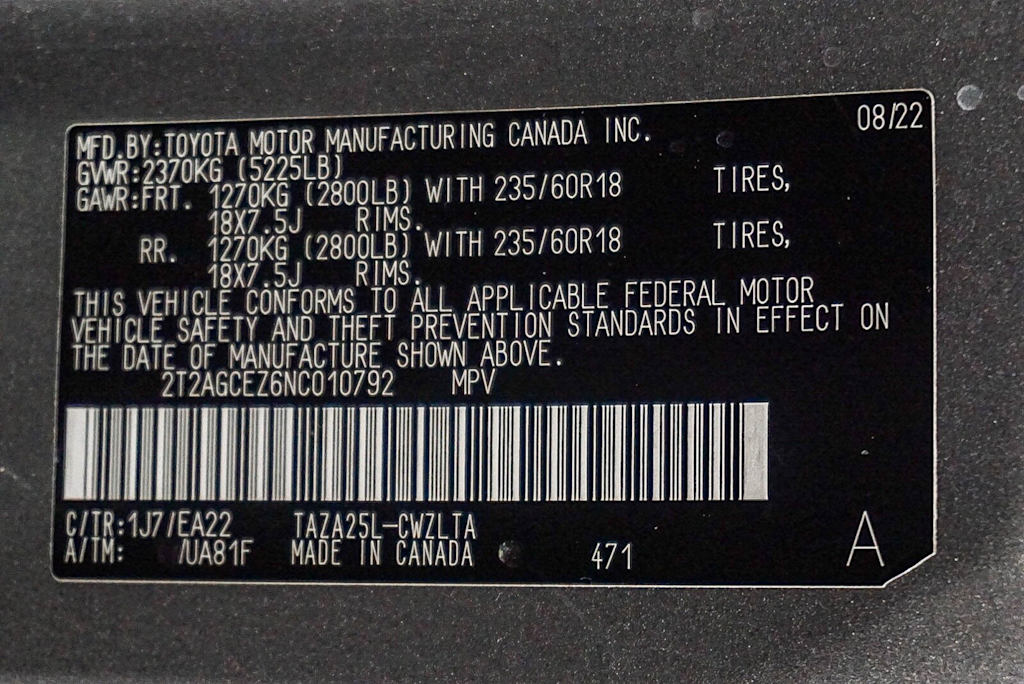 08/22
MFD.BY:TOYOTA MOTOR MANUFACTURING CANADA INC.
GVWR:2370KG (5225LB)
GAWR:FRT. 1270KG (2800LB) WITH 235/60R18 TIRES,
18X7.5J RIMS.
RR. 1270KG (2800LB) WITH 235/60R18 TIRES,
18X7.5J RIMS.
THIS VEHICLE CONFORMS TO ALL APPLICABLE FEDERAL MOTOR
VEHICLE SAFETY AND THEFT PREVENTION STANDARDS IN EFFECT ON
THE DATE OF MANUFACTURE SHOWN ABOVE.
2T2AGCEZ6NC010792 MPV
C/TR:1J7/EA22 TAZA25L-CWZLTA
A/TM: /UA81F MADE IN CANADA 471 A